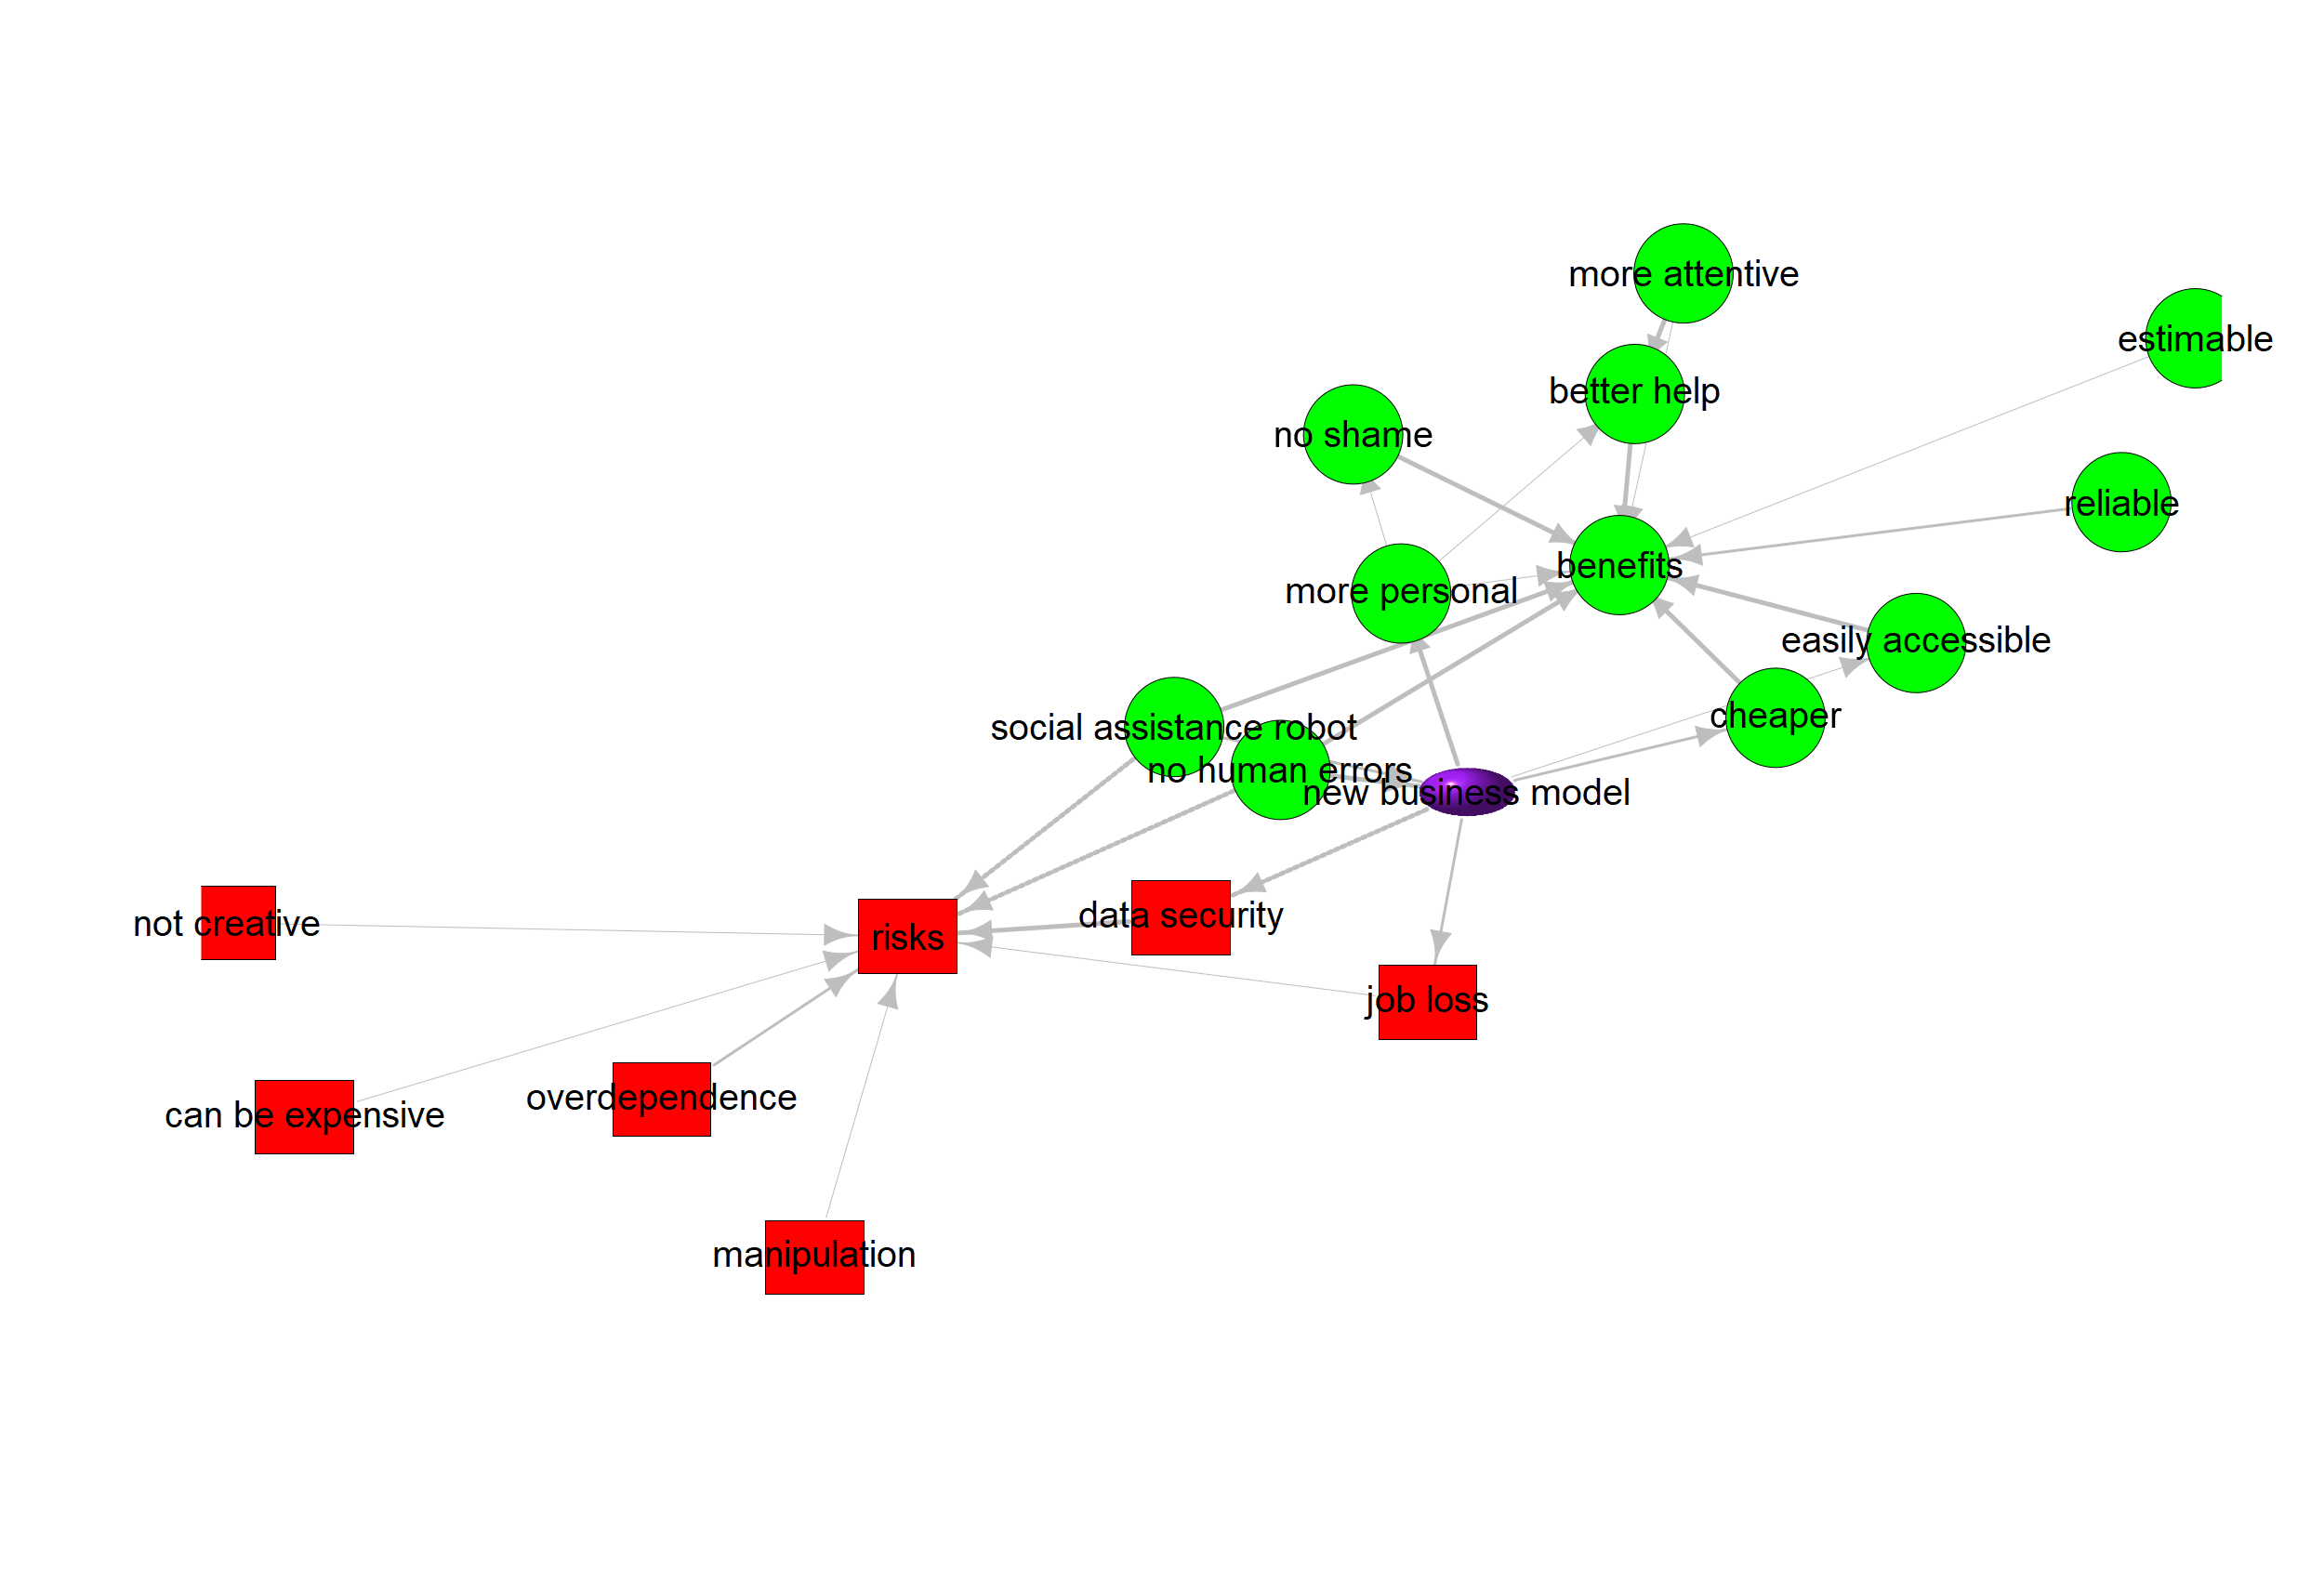 more attentive
estimable
better help
no shame
reliable
benefits
more personal
easily accessible
cheaper
social assistance robot
no human errors
new business model
data security
not creative
risks
job loss
overdependence
can be expensive
manipulation